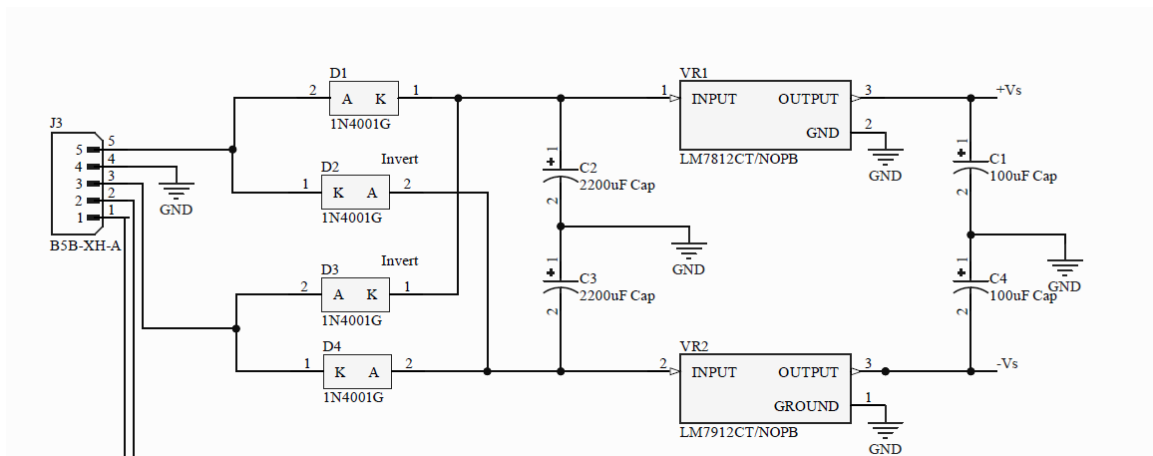 D1
2 A K 1
1N4001G
VR1
1 INPUT OUTPUT 3
GND 2
LM7812CT/NOPB
GND
+Vs
J3
5 5
4 4
3 3
2 2
1 1
B5B-XH-A
GND
Invert
D2
1 K A 2
1N4001G
1
+
C2
2200uF Cap
2
1
+
C1
100uF Cap
2
GND
Invert
D3
2 A K 1
1N4001G
1
+
C3
2200uF Cap
2
1
+
C4
100uF Cap
2
GND
D4
1 K A 2
1N4001G
VR2
2 INPUT OUTPUT 3
GROUND 1
LM7912CT/NOPB
GND
-Vs